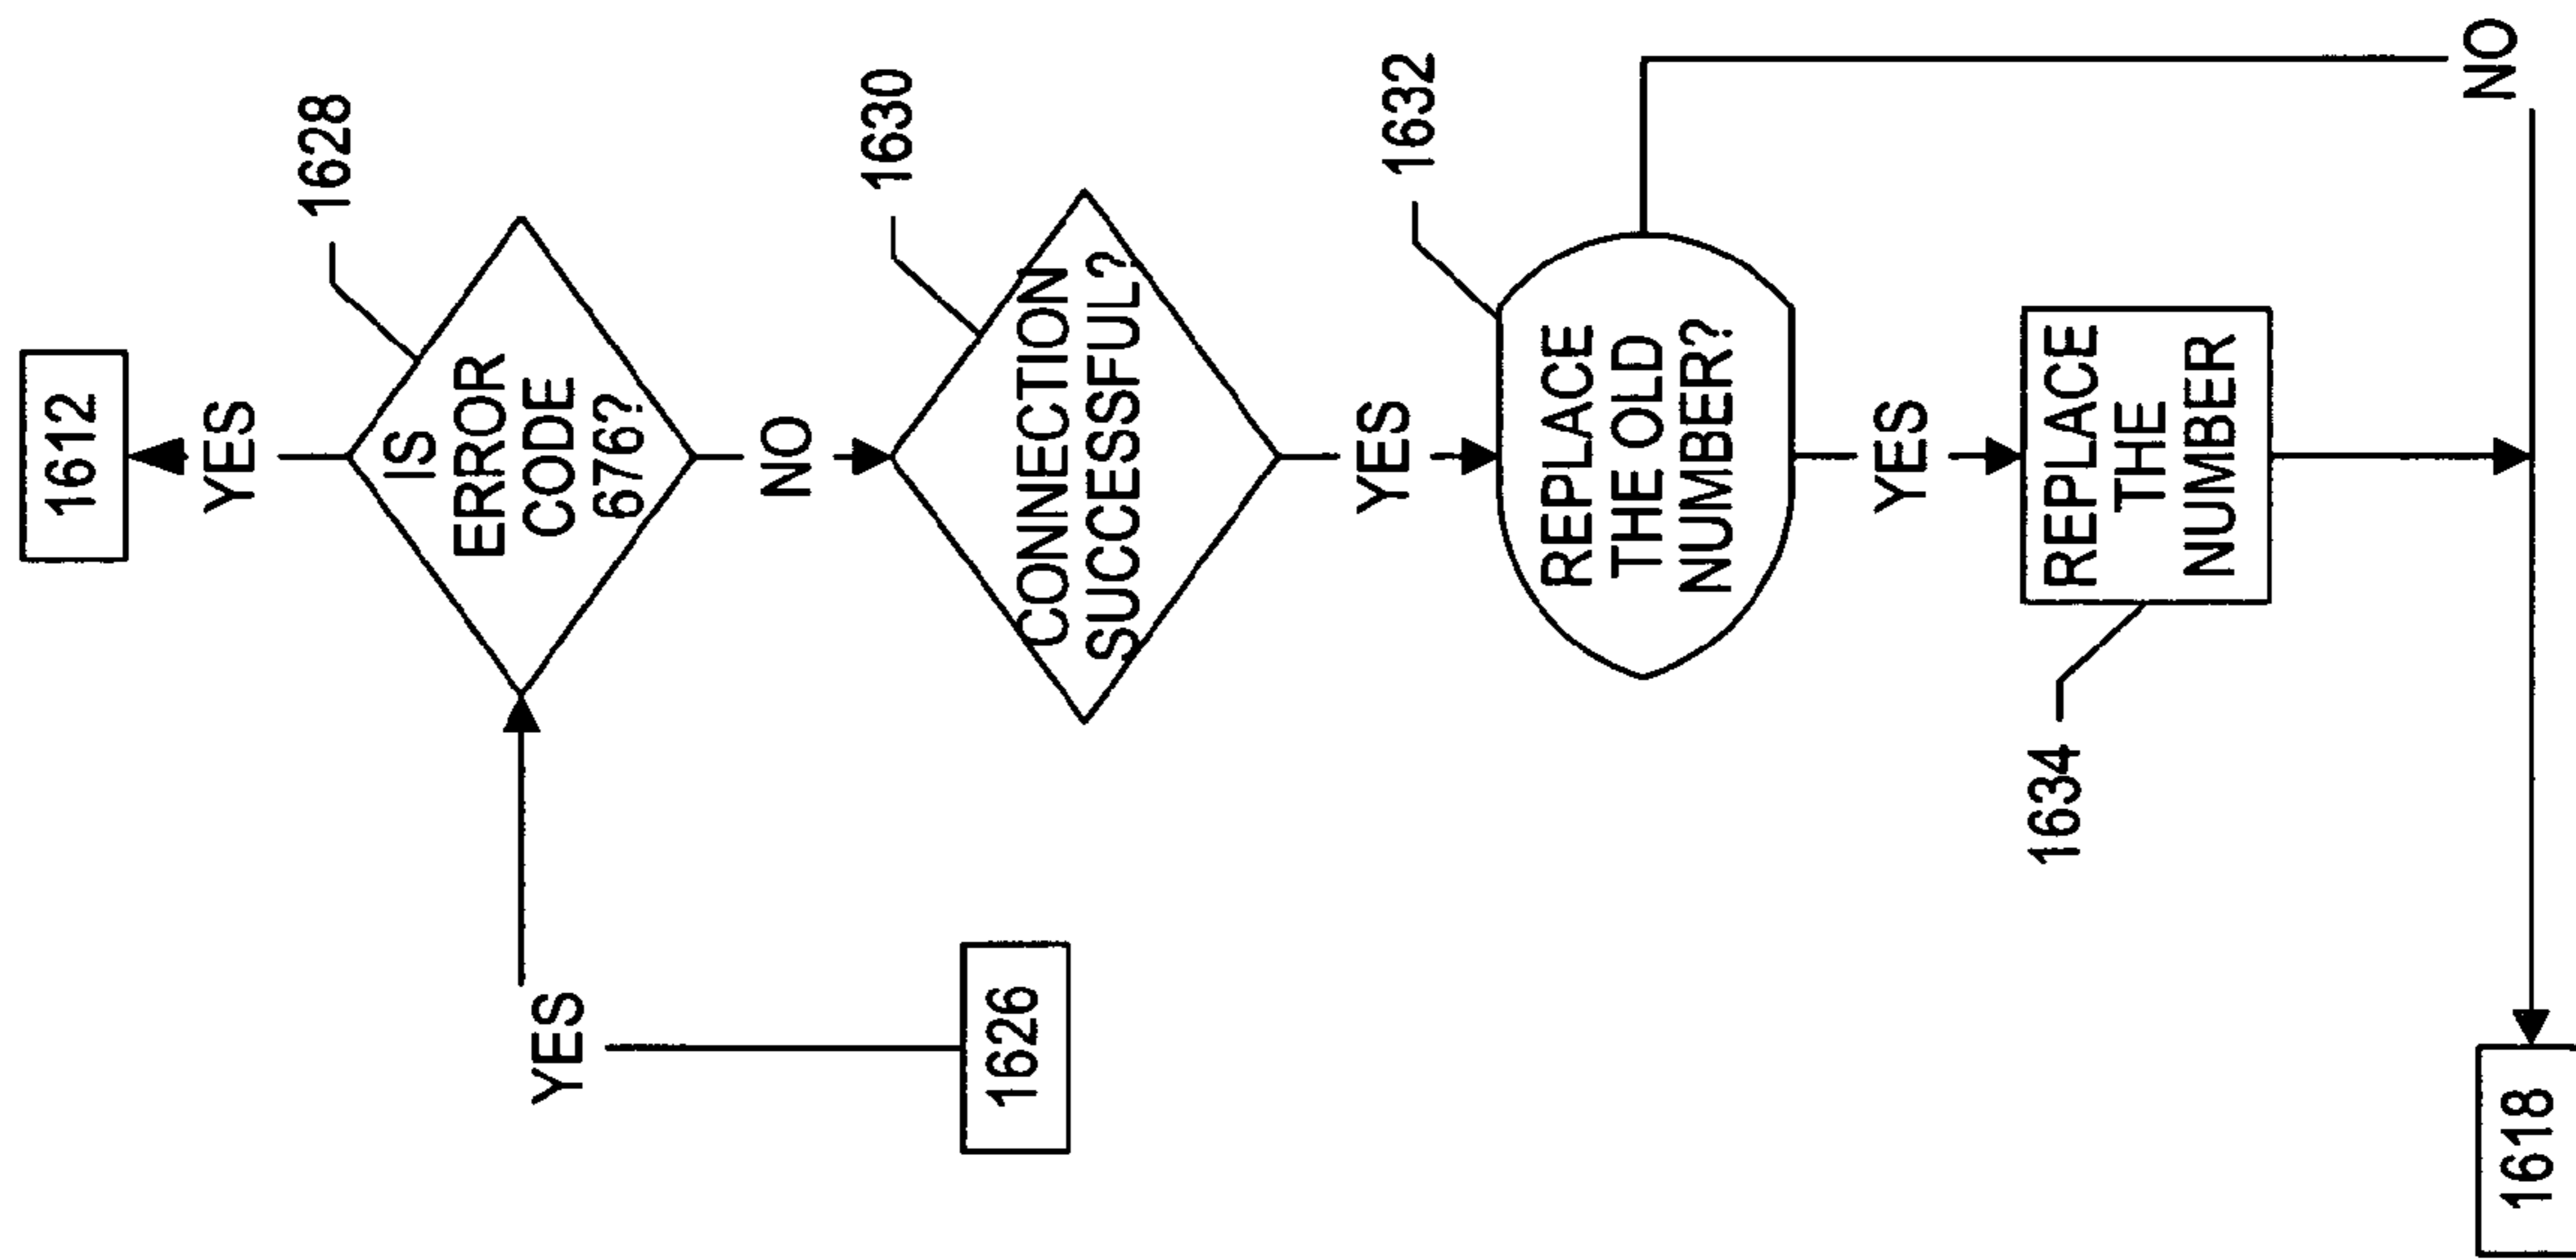 1612
YES
1628
IS
ERROR
CODE
676?
YES
1626
NO
1630
CONNECTION
SUCCESSFUL?
YES
1632
REPLACE
THE OLD
NUMBER?
YES
1634
REPLACE
THE
NUMBER
NO
1618